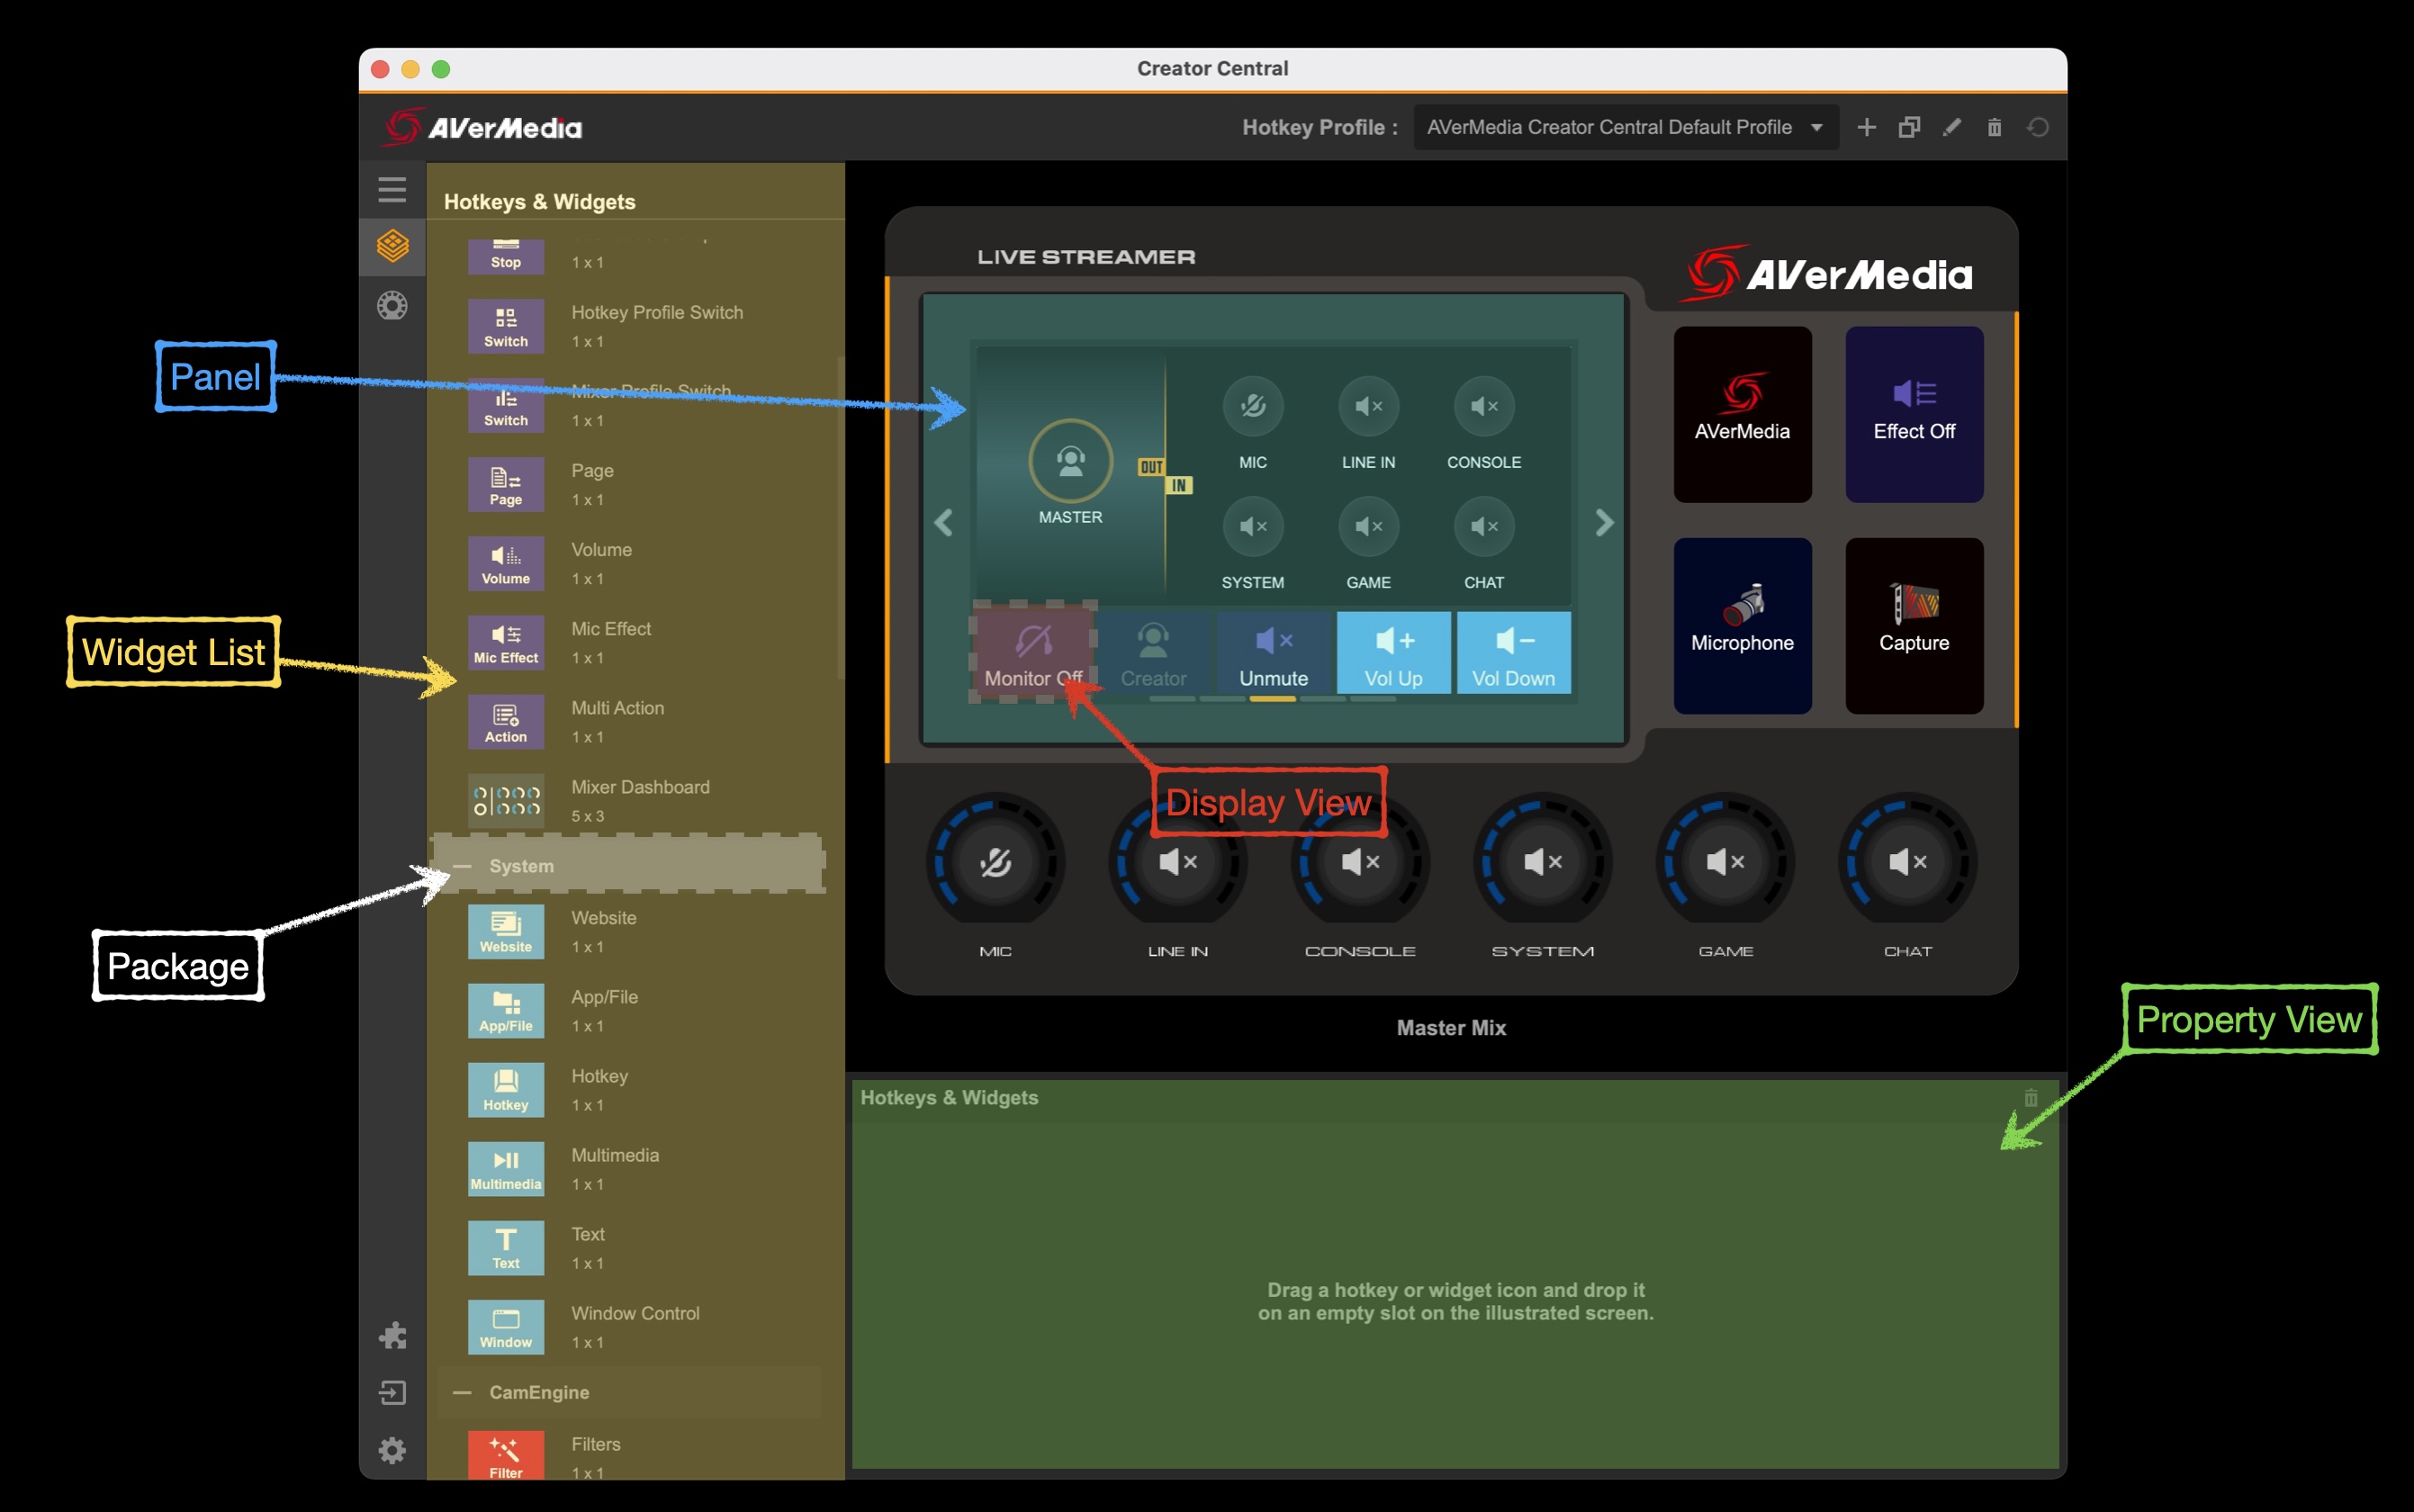 Creator Central
AVerMedia
Hotkey Profile :
AVerMedia Creator Central Default Profile
Hotkeys & Widgets
Stop
1 x 1
Hotkey Profile Switch
Switch
1 x 1
Mixer Profile Switch
Switch
1 x 1
Page
Page
1 x 1
Volume
Volume
1 x 1
Mic Effect
Mic Effect
1 x 1
Multi Action
Action
1 x 1
Mixer Dashboard
5 x 3
System
Website
Website
1 x 1
App/File
App/File
1 x 1
Hotkey
Hotkey
1 x 1
Multimedia
Multimedia
1 x 1
Text
T
Text
1 x 1
Window Control
Window
1 x 1
CamEngine
Filters
Filter
1 x 1
Panel
Widget List
Package
LIVE STREAMER
AVerMedia
MASTER
OUT
IN
MIC
LINE IN
CONSOLE
SYSTEM
GAME
CHAT
Monitor Off
Creator
Unmute
Vol Up
Vol Down
AVerMedia
Effect Off
Microphone
Capture
Display View
MIC
LINE IN
CONSOLE
SYSTEM
GAME
CHAT
Master Mix
Property View
Hotkeys & Widgets
Drag a hotkey or widget icon and drop it
on an empty slot on the illustrated screen.